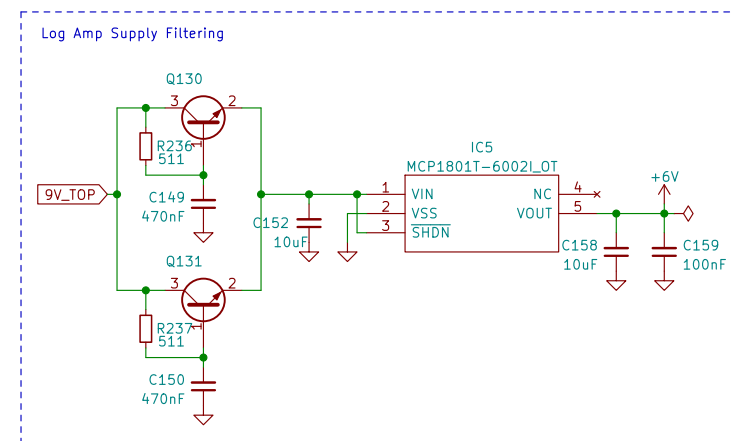 Log Amp Supply Filtering
Q130
3
2
1
R236
511
C149
470nF
9V_TOP
C152
10uF
IC5
MCP1801T-6002I_OT
1
VIN
NC
4
2
VSS
VOUT
5
3
SHDN
+6V
C158
10uF
C159
100nF
Q131
3
2
1
R237
511
C150
470nF